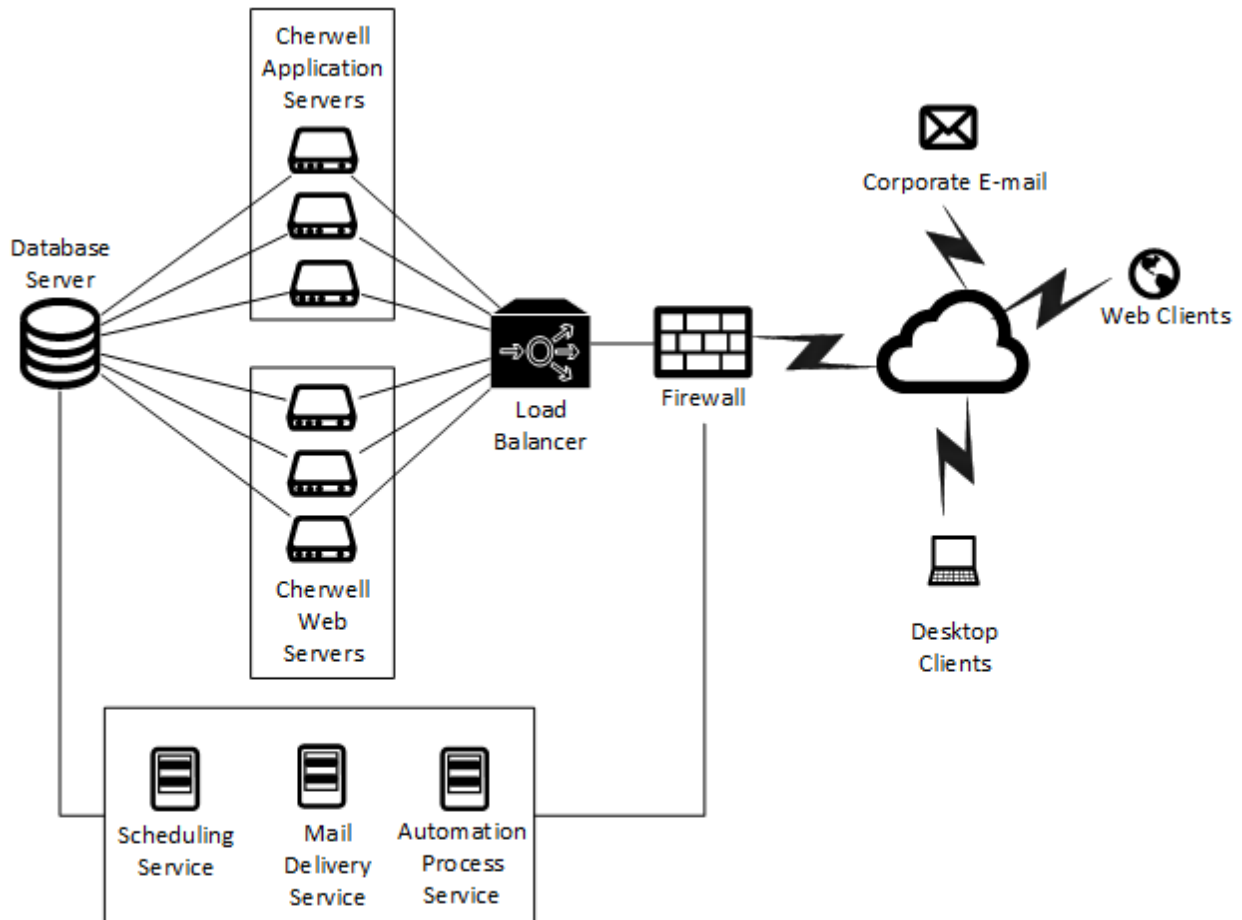 Cherwell
Application
Servers
Corporate E-mail
Database
Server
Web Clients
Load
Balancer
Firewall
Cherwell
Web
Servers
Desktop
Clients
Scheduling
Service
Mail
Delivery
Service
Automation
Process
Service